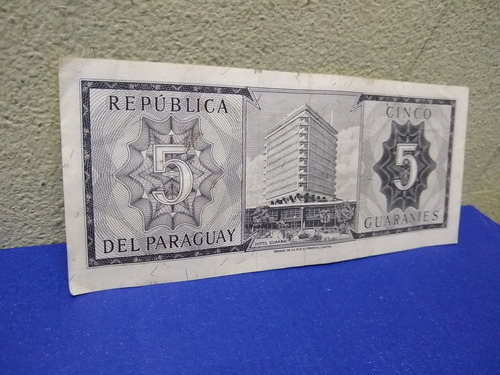 REPÚBLICA
5
DEL PARAGUAY
HOTEL GUARANI
CINCO
5
GUARANIES